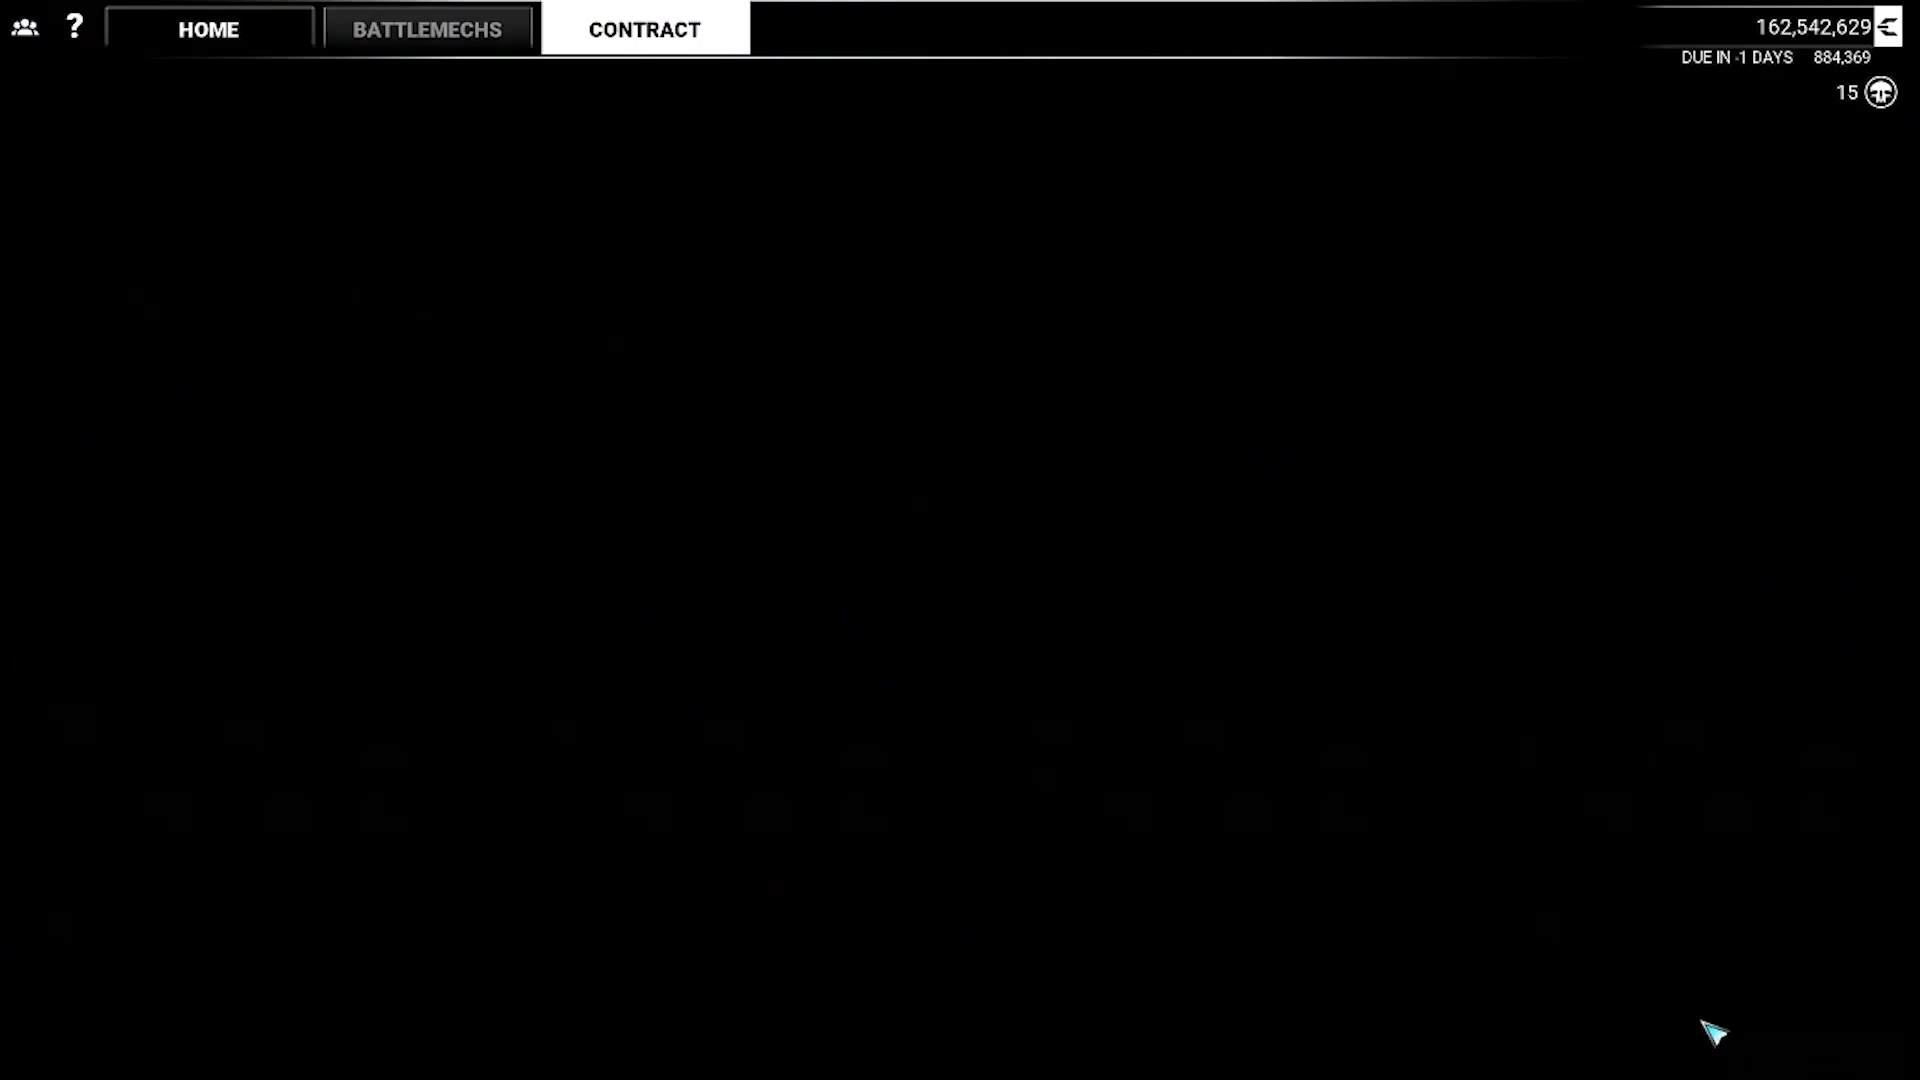 ? HOME BATTLEMECHS CONTRACT 162,542,629
DUE IN -1 DAYS 884,369
15